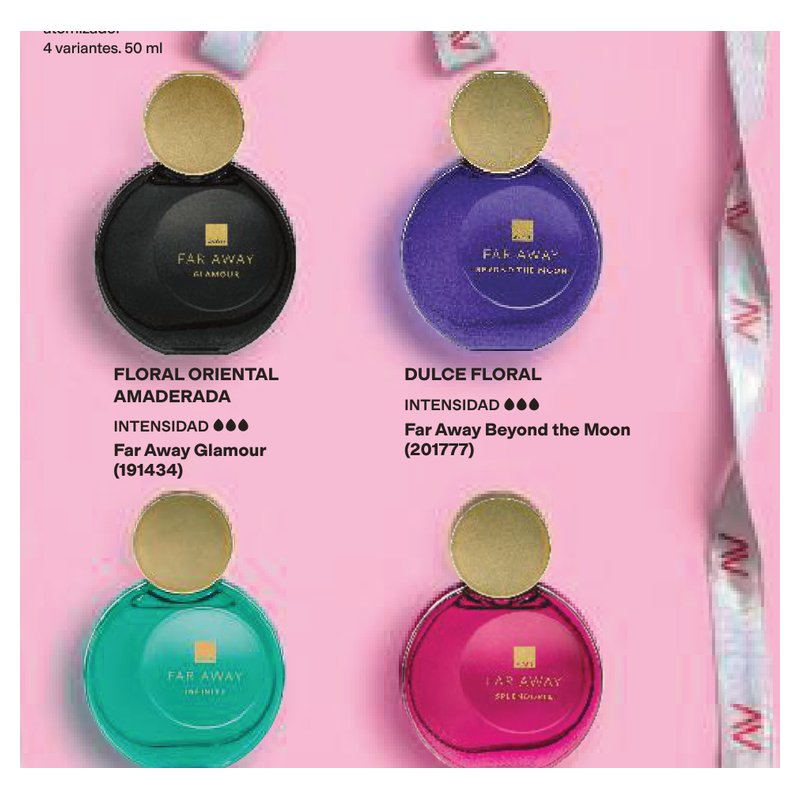 atomizador
4 variantes. 50 ml
FAR AWAY
GLAMOUR
FAR AWAY
BEYOND THE MOON
FLORAL ORIENTAL
AMADERADA
INTENSIDAD
Far Away Glamour
(191434)
DULCE FLORAL
INTENSIDAD
Far Away Beyond the Moon
(201777)
FAR AWAY
INFINITY
FAR AWAY
SPLENDORIA